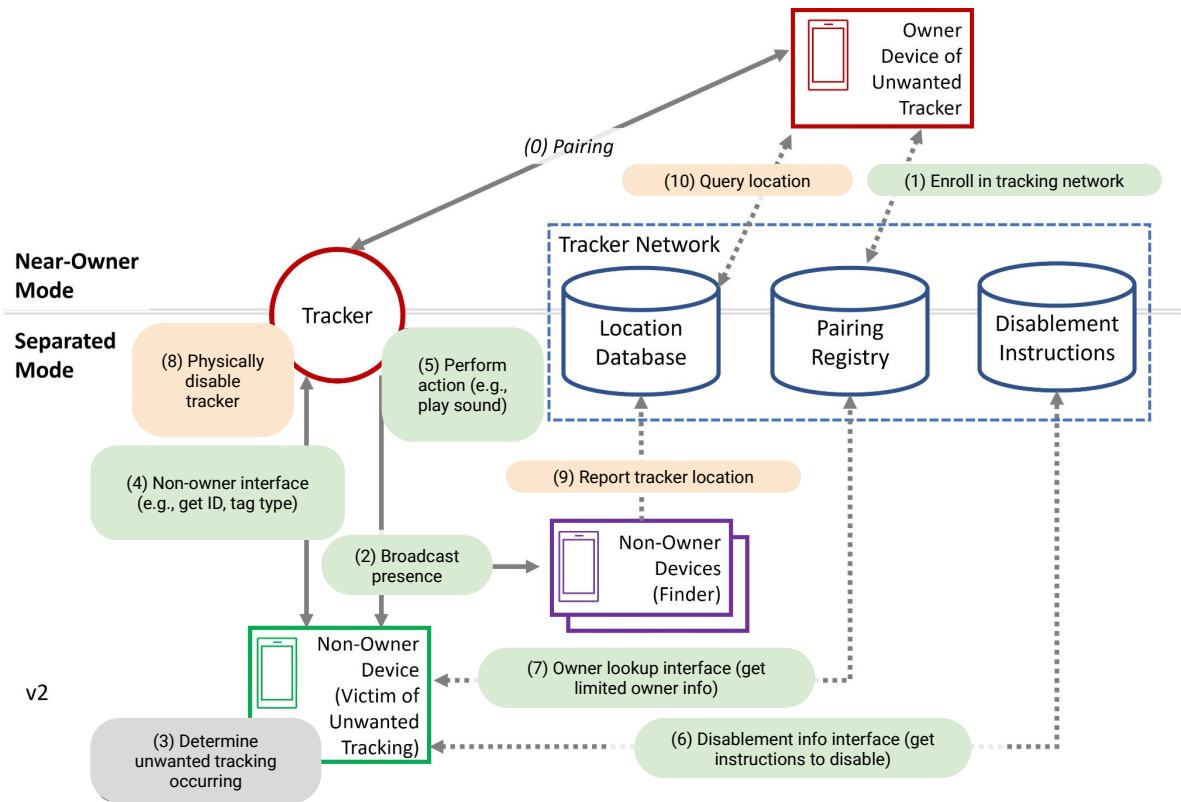 Owner
Device of
Unwanted
Tracker
(0) Pairing
(10) Query location
(1) Enroll in tracking network
Tracker Network
Near-Owner
Mode
Tracker
Location
Database
Pairing
Registry
Disablement
Instructions
Separated
Mode
(8) Physically
disable
tracker
(5) Perform
action (e.g.,
play sound)
(4) Non-owner interface
(e.g., get ID, tag type)
(9) Report tracker location
(2) Broadcast
presence
Non-Owner
Devices
(Finder)
Non-Owner
Device
(Victim of
Unwanted
Tracking)
(7) Owner lookup interface (get
limited owner info)
v2
(3) Determine
unwanted tracking
occurring
(6) Disablement info interface (get
instructions to disable)